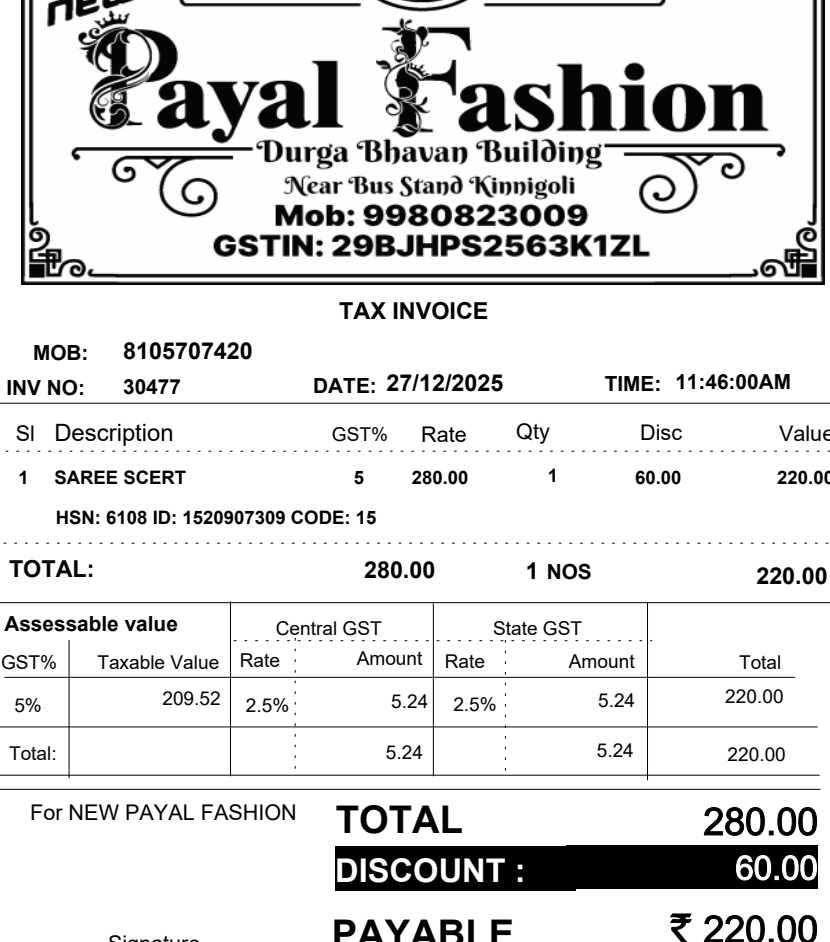 new
Payal Fashion
Durga Bhavan Building
Near Bus Stand Kinnigoli
Mob: 9980823009
GSTIN: 29BJHPS2563K1ZL
TAX INVOICE
MOB: 8105707420
INV NO: 30477 DATE: 27/12/2025 TIME: 11:46:00AM
Sl Description GST% Rate Qty Disc Value
1 SAREE SCERT 5 280.00 1 60.00 220.00
HSN: 6108 ID: 1520907309 CODE: 15
TOTAL: 280.00 1 NOS 220.00
Assessable value Central GST State GST
GST% Taxable Value Rate Amount Rate Amount Total
5% 209.52 2.5% 5.24 2.5% 5.24 220.00
Total: 5.24 5.24 220.00
For NEW PAYAL FASHION TOTAL 280.00
DISCOUNT : 60.00
Signature PAYABLE ₹ 220.00